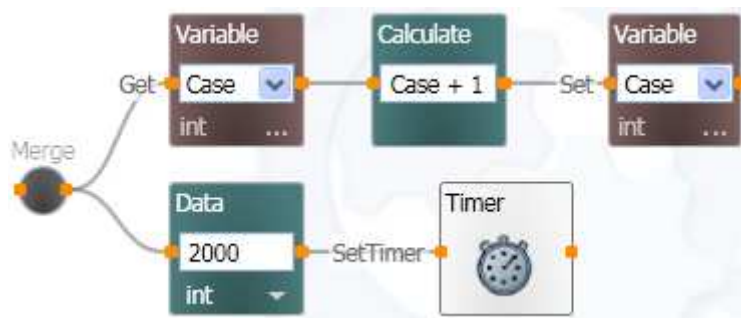 Variable
Calculate
Variable
Get
Case
Case + 1
Set
Case
int
...
int
...
Merge
Data
Timer
2000
SetTimer
int